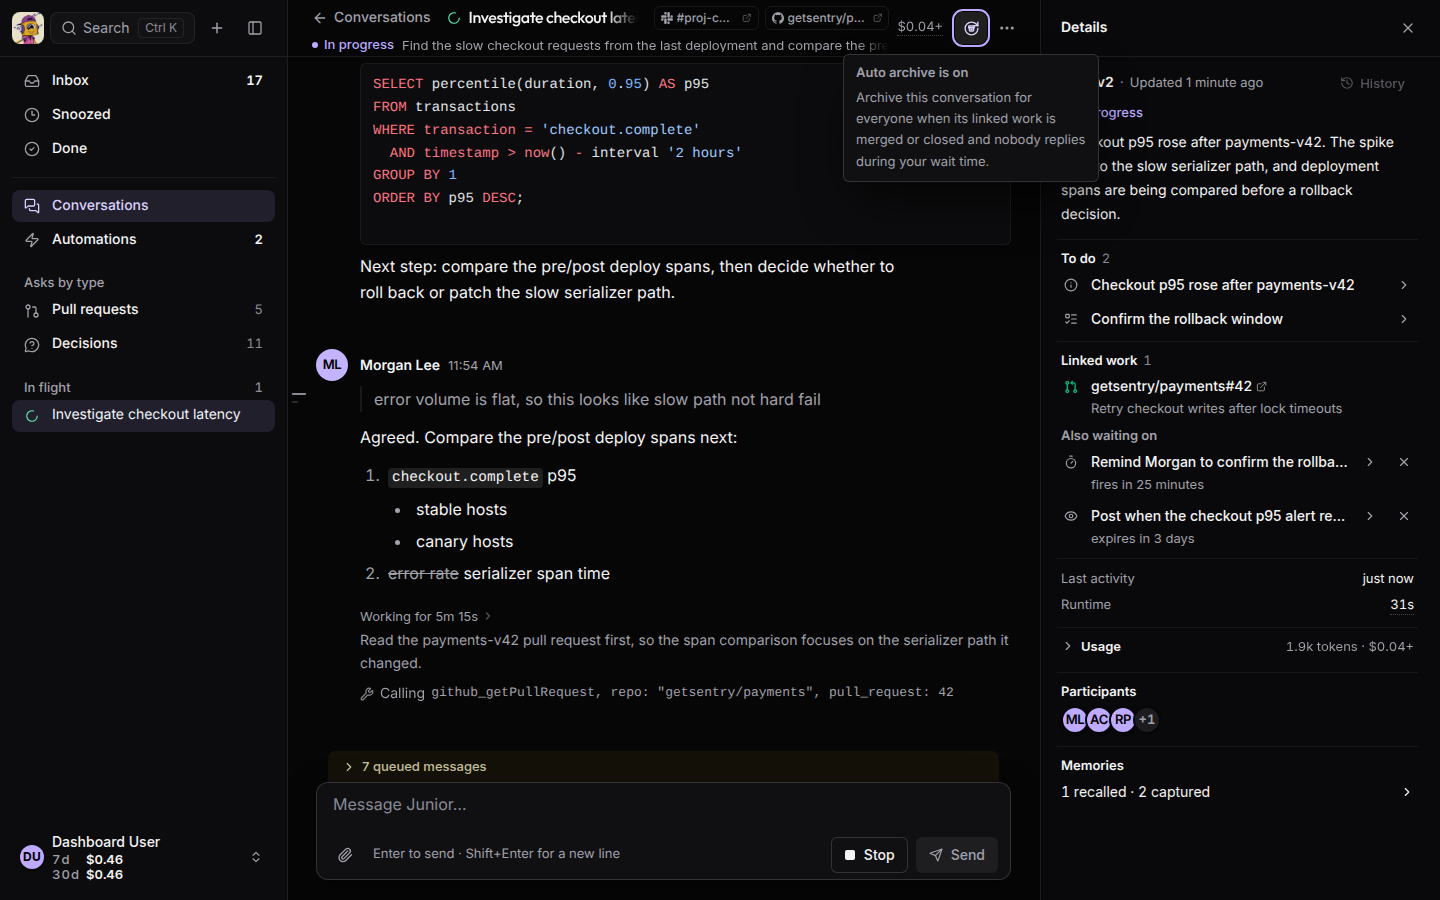 Search Ctrl K
Inbox 17
Snoozed
Done
Conversations
Automations 2
Asks by type
Pull requests 5
Decisions 11
In flight 1
Investigate checkout latency
DU Dashboard User
7d $0.46
30d $0.46
Conversations Investigate checkout late #proj-c... getsentry/p... $0.04+
In progress Find the slow checkout requests from the last deployment and compare the pre
Auto archive is on
Archive this conversation for
everyone when its linked work is
merged or closed and nobody replies
during your wait time.
SELECT percentile(duration, 0.95) AS p95
FROM transactions
WHERE transaction = 'checkout.complete'
AND timestamp > now() - interval '2 hours'
GROUP BY 1
ORDER BY p95 DESC;
Next step: compare the pre/post deploy spans, then decide whether to
roll back or patch the slow serializer path.
ML Morgan Lee 11:54 AM
error volume is flat, so this looks like slow path not hard fail
Agreed. Compare the pre/post deploy spans next:
1. checkout.complete p95
• stable hosts
• canary hosts
2. error rate serializer span time
Working for 5m 15s
Read the payments-v42 pull request first, so the span comparison focuses on the serializer path it
changed.
Calling github_getPullRequest, repo: "getsentry/payments", pull_request: 42
7 queued messages
Message Junior...
Enter to send · Shift+Enter for a new line
Stop Send
Details
v2 · Updated 1 minute ago History
rogress
kout p95 rose after payments-v42. The spike
o the slow serializer path, and deployment
spans are being compared before a rollback
decision.
To do 2
Checkout p95 rose after payments-v42
Confirm the rollback window
Linked work 1
getsentry/payments#42
Retry checkout writes after lock timeouts
Also waiting on
Remind Morgan to confirm the rollba...
fires in 25 minutes
Post when the checkout p95 alert re...
expires in 3 days
Last activity just now
Runtime 31s
Usage 1.9k tokens · $0.04+
Participants
ML AC RP +1
Memories
1 recalled · 2 captured